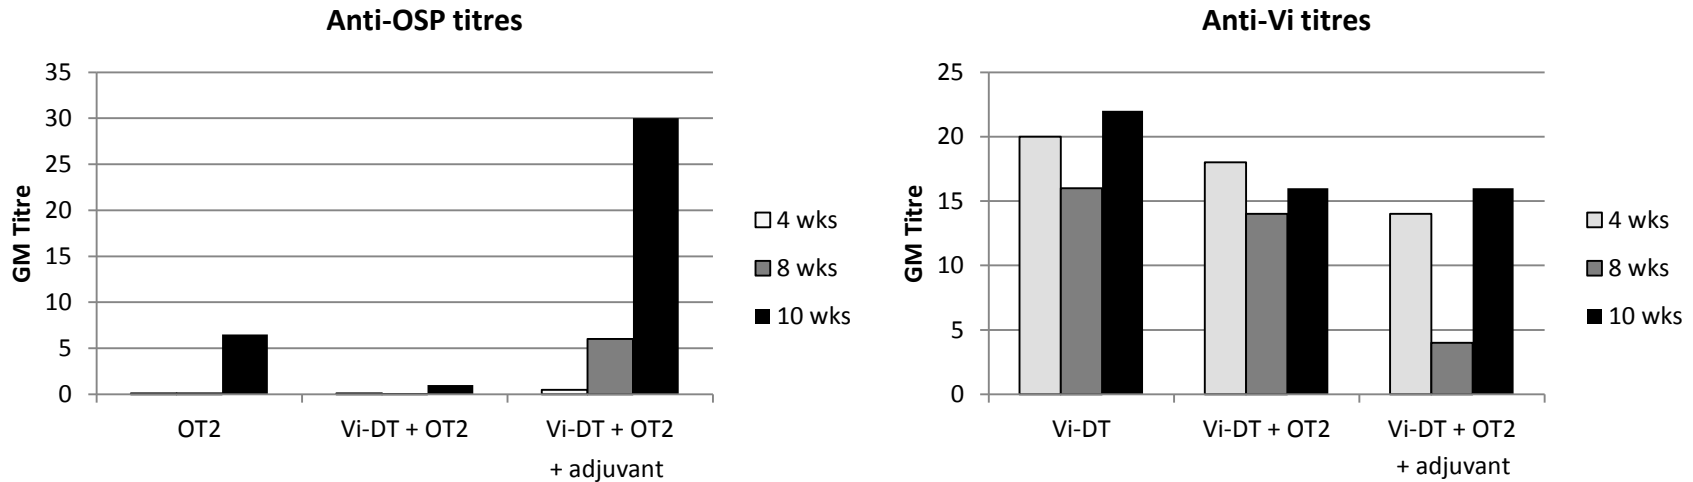 Anti-OSP titres
GM Titre
35
30
25
20
15
10
5
0
OT2
Vi-DT + OT2
Vi-DT + OT2
+ adjuvant
4 wks
8 wks
10 wks
Anti-Vi titres
GM Titre
25
20
15
10
5
0
Vi-DT
Vi-DT + OT2
Vi-DT + OT2
+ adjuvant
4 wks
8 wks
10 wks